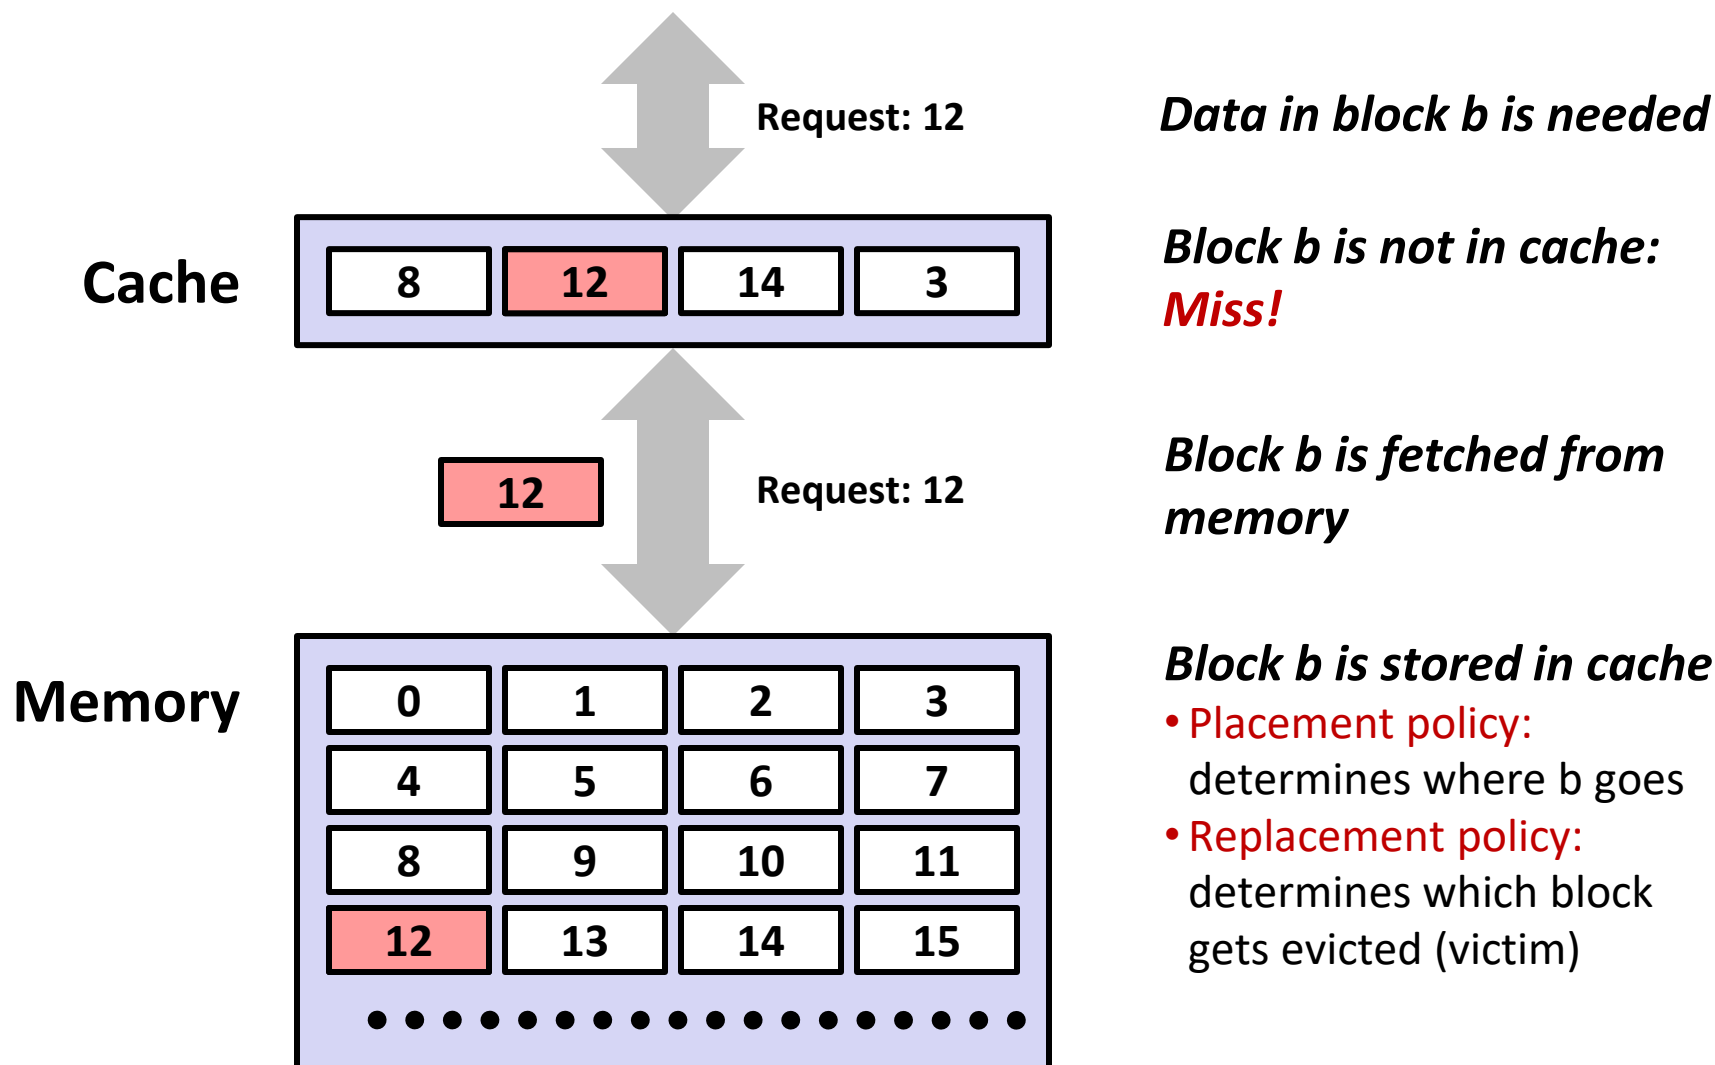 Request: 12
Data in block b is needed
Cache
8 12 14 3
Block b is not in cache:
Miss!
12
Request: 12
Block b is fetched from
memory
Memory
0 1 2 3
4 5 6 7
8 9 10 11
12 13 14 15
Block b is stored in cache
• Placement policy:
determines where b goes
• Replacement policy:
determines which block
gets evicted (victim)